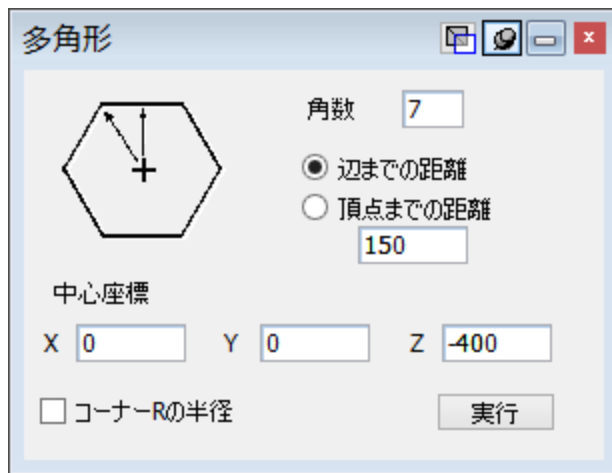 多角形
角数 7
辺までの距離
頂点までの距離
150
中心座標
X 0 Y 0 Z -400
コーナーRの半径 実行